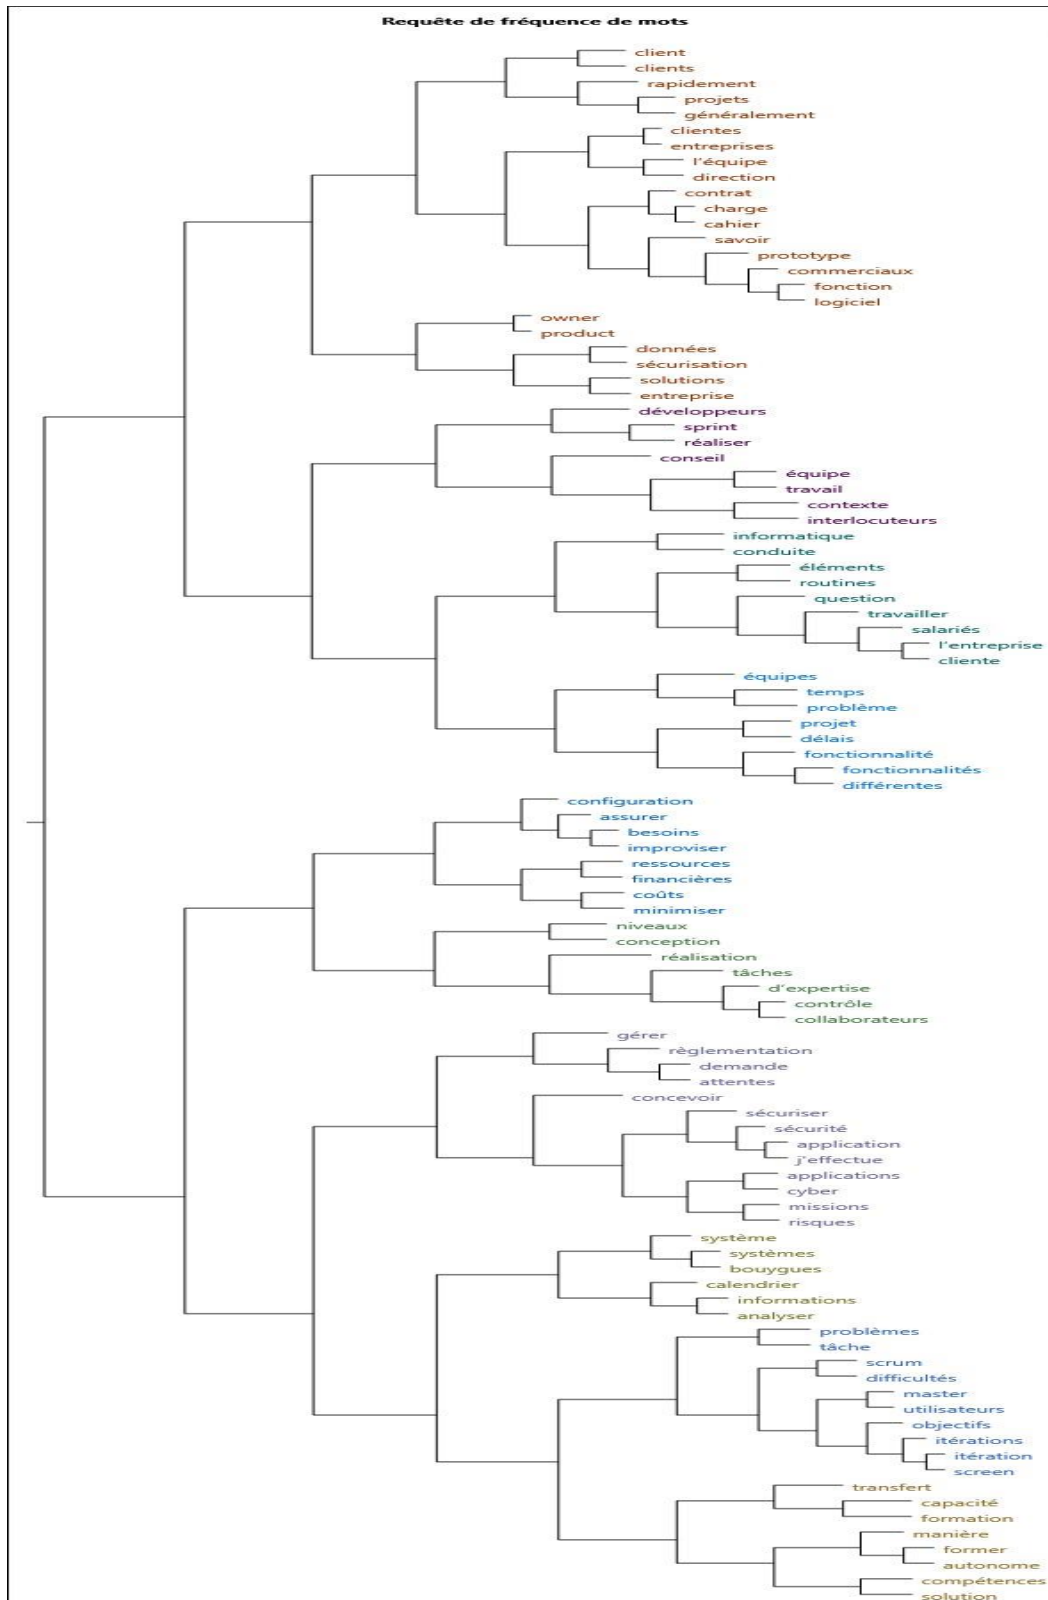 Requête de fréquence de mots
client
clients
rapidement
projets
généralement
clientes
entreprises
l'équipe
direction
contrat
charge
cahier
savoir
prototype
commerciaux
fonction
logiciel
owner
product
données
sécurisation
solutions
entreprise
développeurs
sprint
réaliser
conseil
équipe
travail
contexte
interlocuteurs
informatique
conduite
éléments
routines
question
travailler
salariés
l'entreprise
cliente
équipes
temps
problème
projet
délais
fonctionnalité
fonctionnalités
différentes
configuration
assurer
besoins
improviser
ressources
financières
coûts
minimiser
niveaux
conception
réalisation
tâches
d'expertise
contrôle
collaborateurs
gérer
règlementation
demande
attentes
concevoir
sécuriser
sécurité
application
j'effectue
applications
cyber
missions
risques
système
systèmes
bouygues
calendrier
informations
analyser
problèmes
tâche
scrum
difficultés
master
utilisateurs
objectifs
itérations
itération
screen
transfert
capacité
formation
manière
former
autonome
compétences
solution